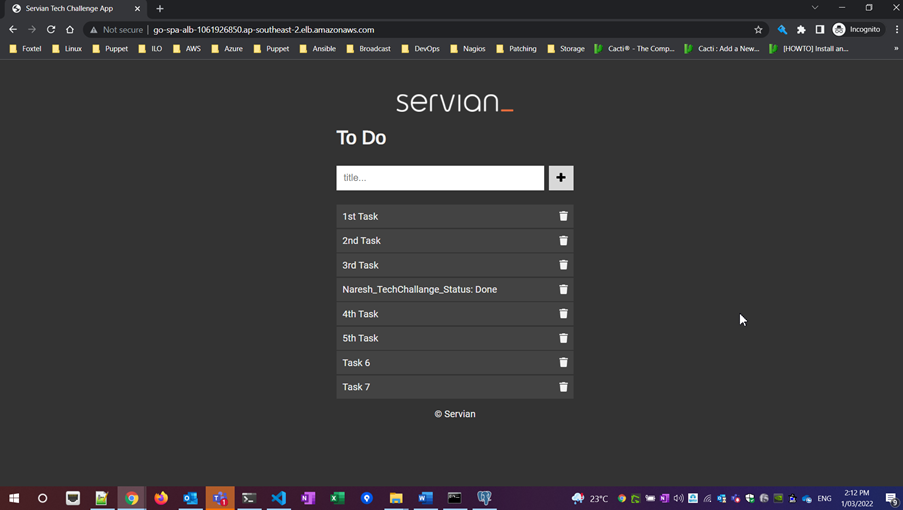 Servian Tech Challenge App
Not secure | go-spa-alb-1061926850.ap-southeast-2.elb.amazonaws.com
Incognito
Foxtel Linux Puppet ILO AWS Azure Puppet Ansible Broadcast DevOps Nagios Patching Storage Cacti® - The Comp... Cacti : Add a New... [HOWTO] Install an... »
servian_
To Do
title...
1st Task
2nd Task
3rd Task
Naresh_TechChallange_Status: Done
4th Task
5th Task
Task 6
Task 7
© Servian
23°C
ENG
2:12 PM
1/03/2022